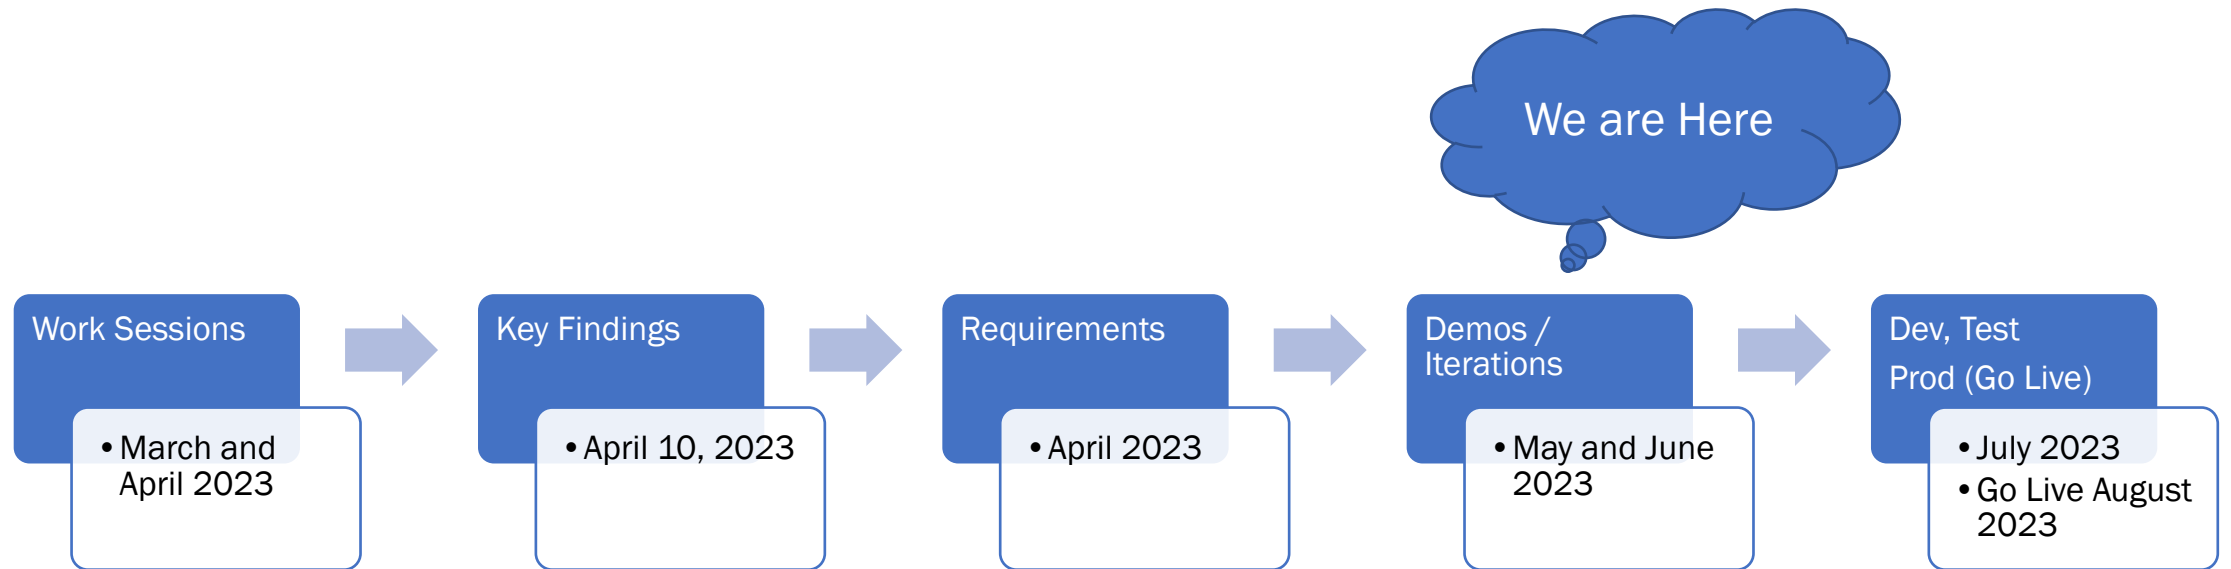 We are Here
Work Sessions
• March and
April 2023
Key Findings
• April 10, 2023
Requirements
• April 2023
Demos /
Iterations
• May and June
2023
Dev, Test
Prod (Go Live)
• July 2023
• Go Live August
2023